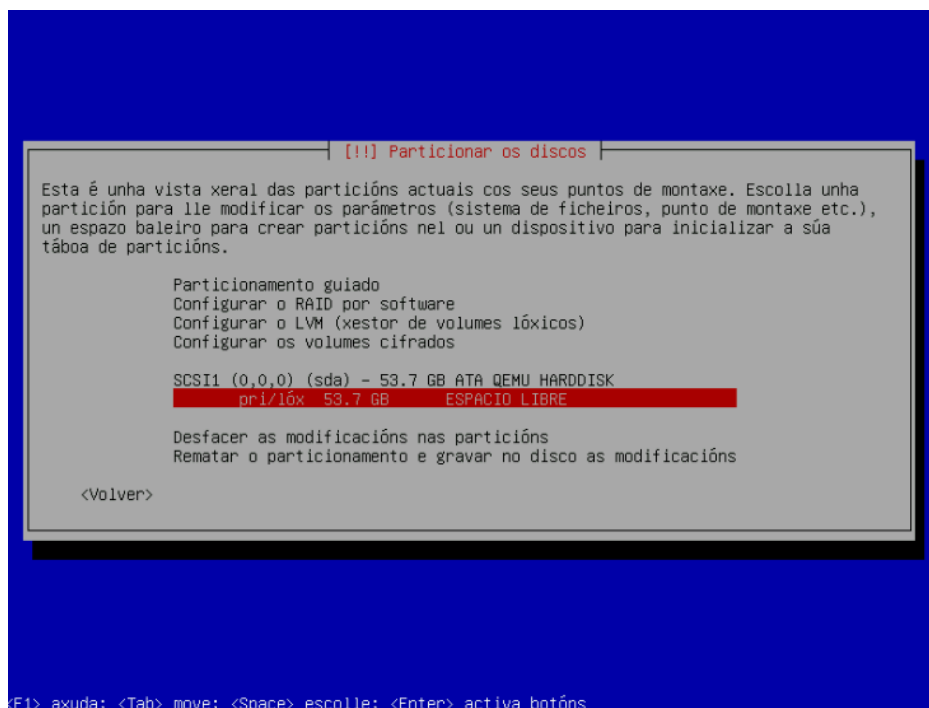 [!!] Particionar os discos
Esta é unha vista xeral das particións actuais cos seus puntos de montaxe. Escolla unha
partición para lle modificar os parámetros (sistema de ficheiros, punto de montaxe etc.),
un espazo baleiro para crear particións nel ou un dispositivo para inicializar a súa
táboa de particións.
Particionamento guiado
Configurar o RAID por software
Configurar o LVM (xestor de volumes lóxicos)
Configurar os volumes cifrados
SCSI1 (0,0,0) (sda) - 53.7 GB ATA QEMU HARDDISK
pri/lóx 53.7 GB ESPACIO LIBRE
Desfacer as modificacións nas particións
Rematar o particionamento e gravar no disco as modificacións
<Volver>
<F1> axuda; <Tab> move; <Space> escolle; <Enter> activa botóns